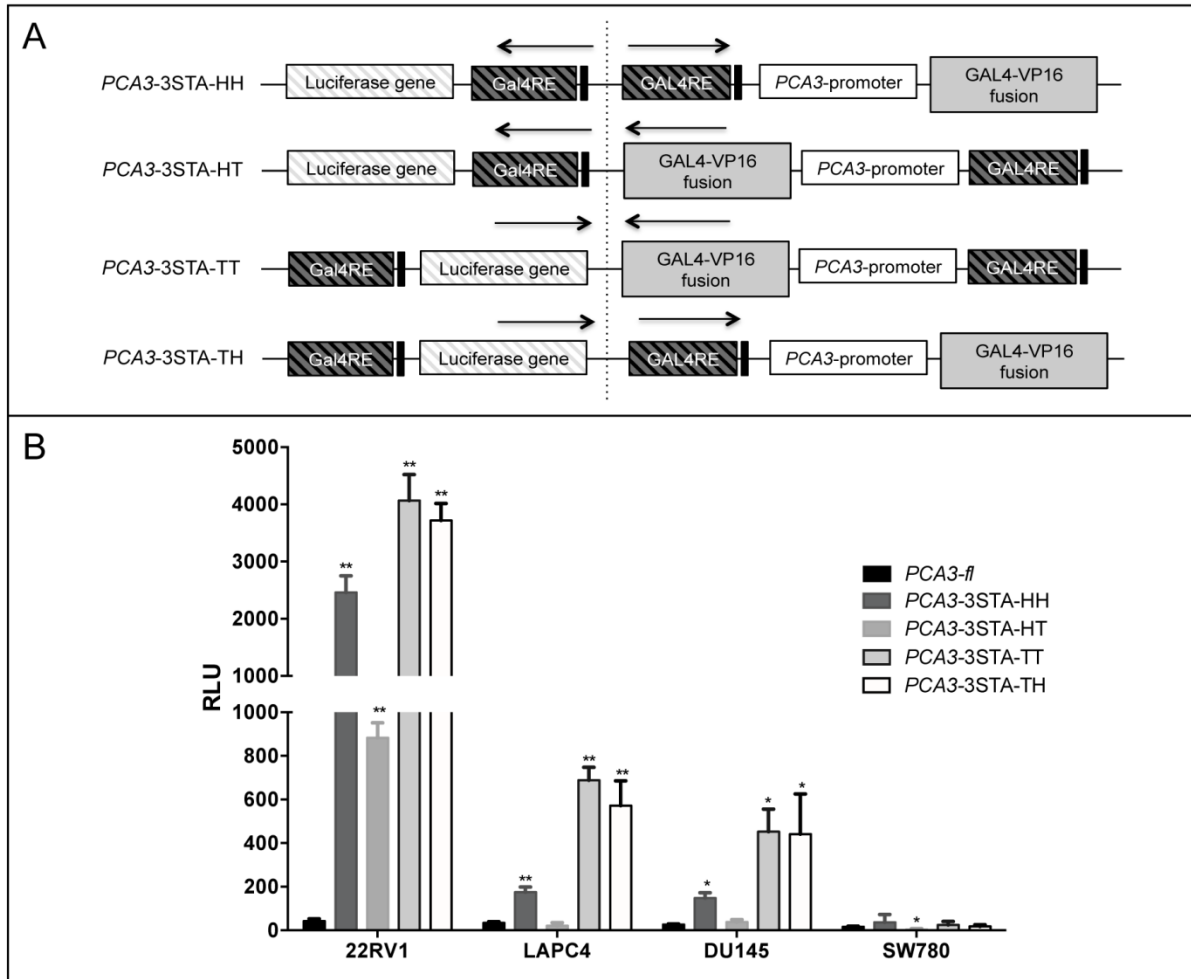 A
PCA3-3STA-HH
Luciferase gene
Gal4RE
GAL4RE
PCA3-promoter
GAL4-VP16
fusion
PCA3-3STA-HT
Luciferase gene
Gal4RE
GAL4-VP16
fusion
PCA3-promoter
GAL4RE
PCA3-3STA-TT
Gal4RE
Luciferase gene
GAL4-VP16
fusion
PCA3-promoter
GAL4RE
PCA3-3STA-TH
Gal4RE
Luciferase gene
GAL4RE
PCA3-promoter
GAL4-VP16
fusion
B
RLU
5000
4000
3000
2000
1000
1000
800
600
400
200
0
** ** ** **
** ** **
* * *
*
22RV1 LAPC4 DU145 SW780
PCA3-fl
PCA3-3STA-HH
PCA3-3STA-HT
PCA3-3STA-TT
PCA3-3STA-TH